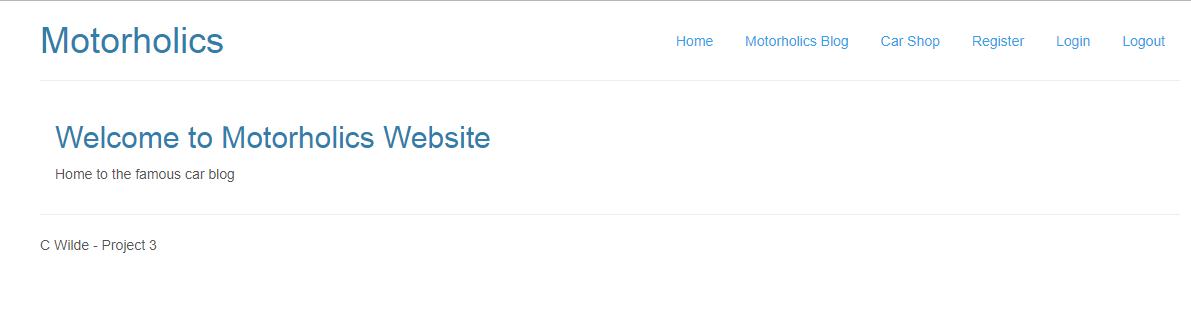 Motorholics
Home Motorholics Blog Car Shop Register Login Logout
Welcome to Motorholics Website
Home to the famous car blog
C Wilde - Project 3